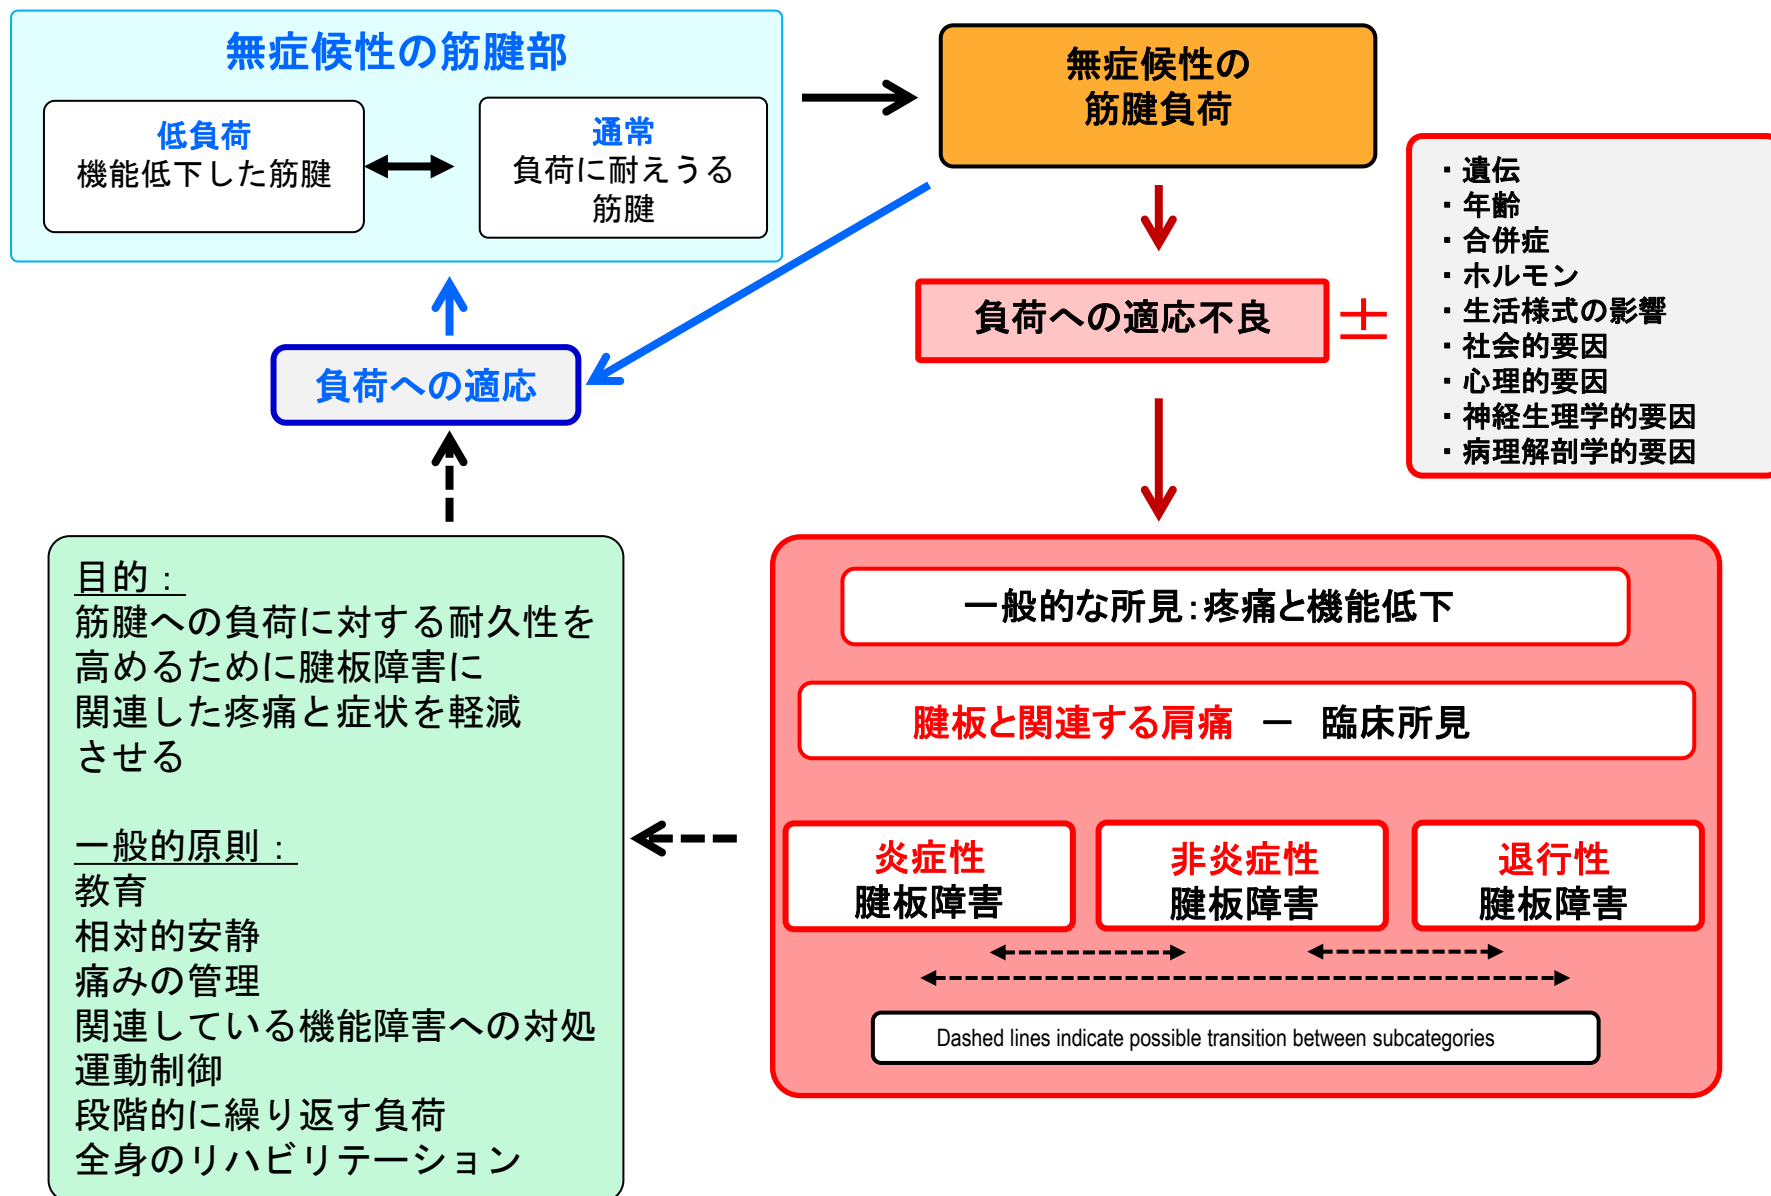 無症候性の筋腱部
低負荷
機能低下した筋腱
通常
負荷に耐えうる
筋腱
無症候性の
筋腱負荷
・遺伝
・年齢
・合併症
・ホルモン
・生活様式の影響
・社会的要因
・心理的要因
・神経生理学的要因
・病理解剖学的要因
負荷への適応不良
±
負荷への適応
目的：
筋腱への負荷に対する耐久性を
高めるために腱板障害に
関連した疼痛と症状を軽減
させる
一般的原則：
教育
相対的安静
痛みの管理
関連している機能障害への対処
運動制御
段階的に繰り返す負荷
全身のリハビリテーション
一般的な所見：疼痛と機能低下
腱板と関連する肩痛 － 臨床所見
炎症性
腱板障害
非炎症性
腱板障害
退行性
腱板障害
Dashed lines indicate possible transition between subcategories